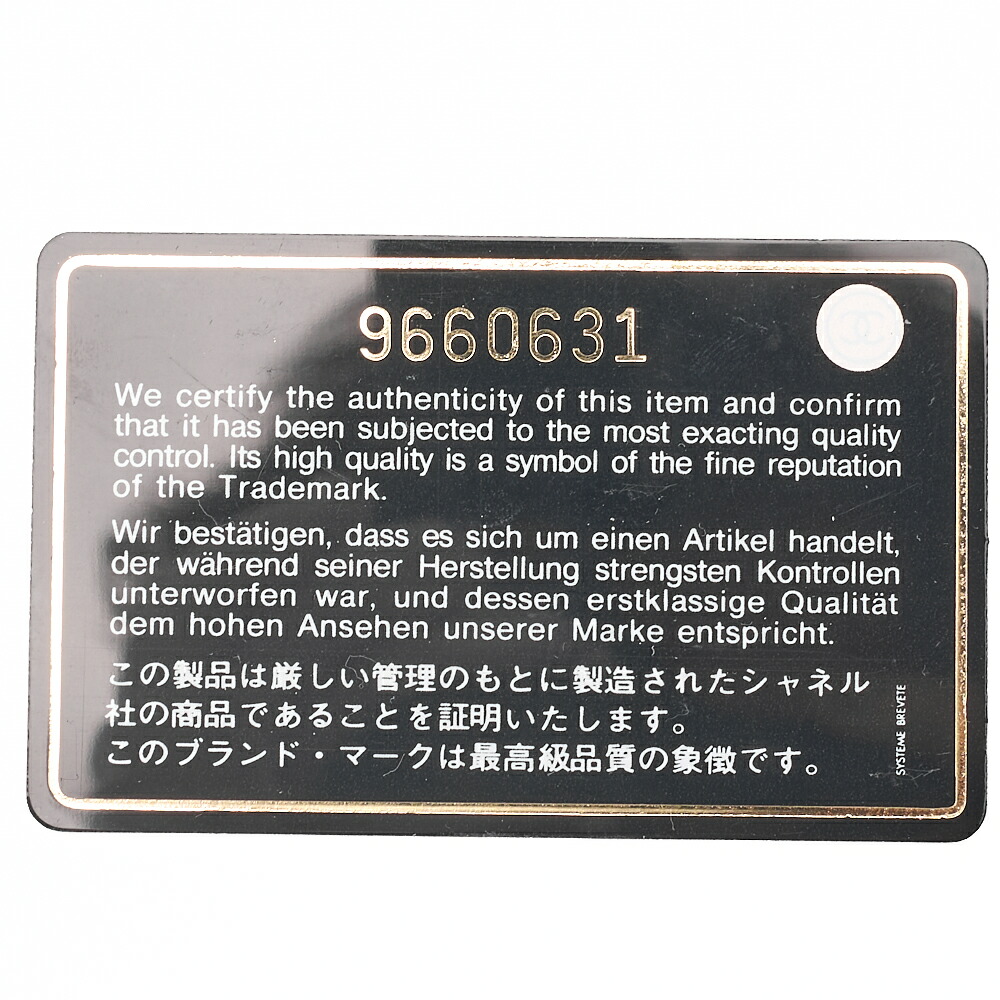 9660631
We certify the authenticity of this item and confirm
that it has been subjected to the most exacting quality
control. Its high quality is a symbol of the fine reputation
of the Trademark.
Wir bestätigen, dass es sich um einen Artikel handelt,
der während seiner Herstellung strengsten Kontrollen
unterworfen war, und dessen erstklassige Qualität
dem hohen Ansehen unserer Marke entspricht.
この製品は厳しい管理のもとに製造されたシャネル
社の商品であることを証明いたします。
このブランド・マークは最高級品質の象徴です。
SYSTEME BREVETE